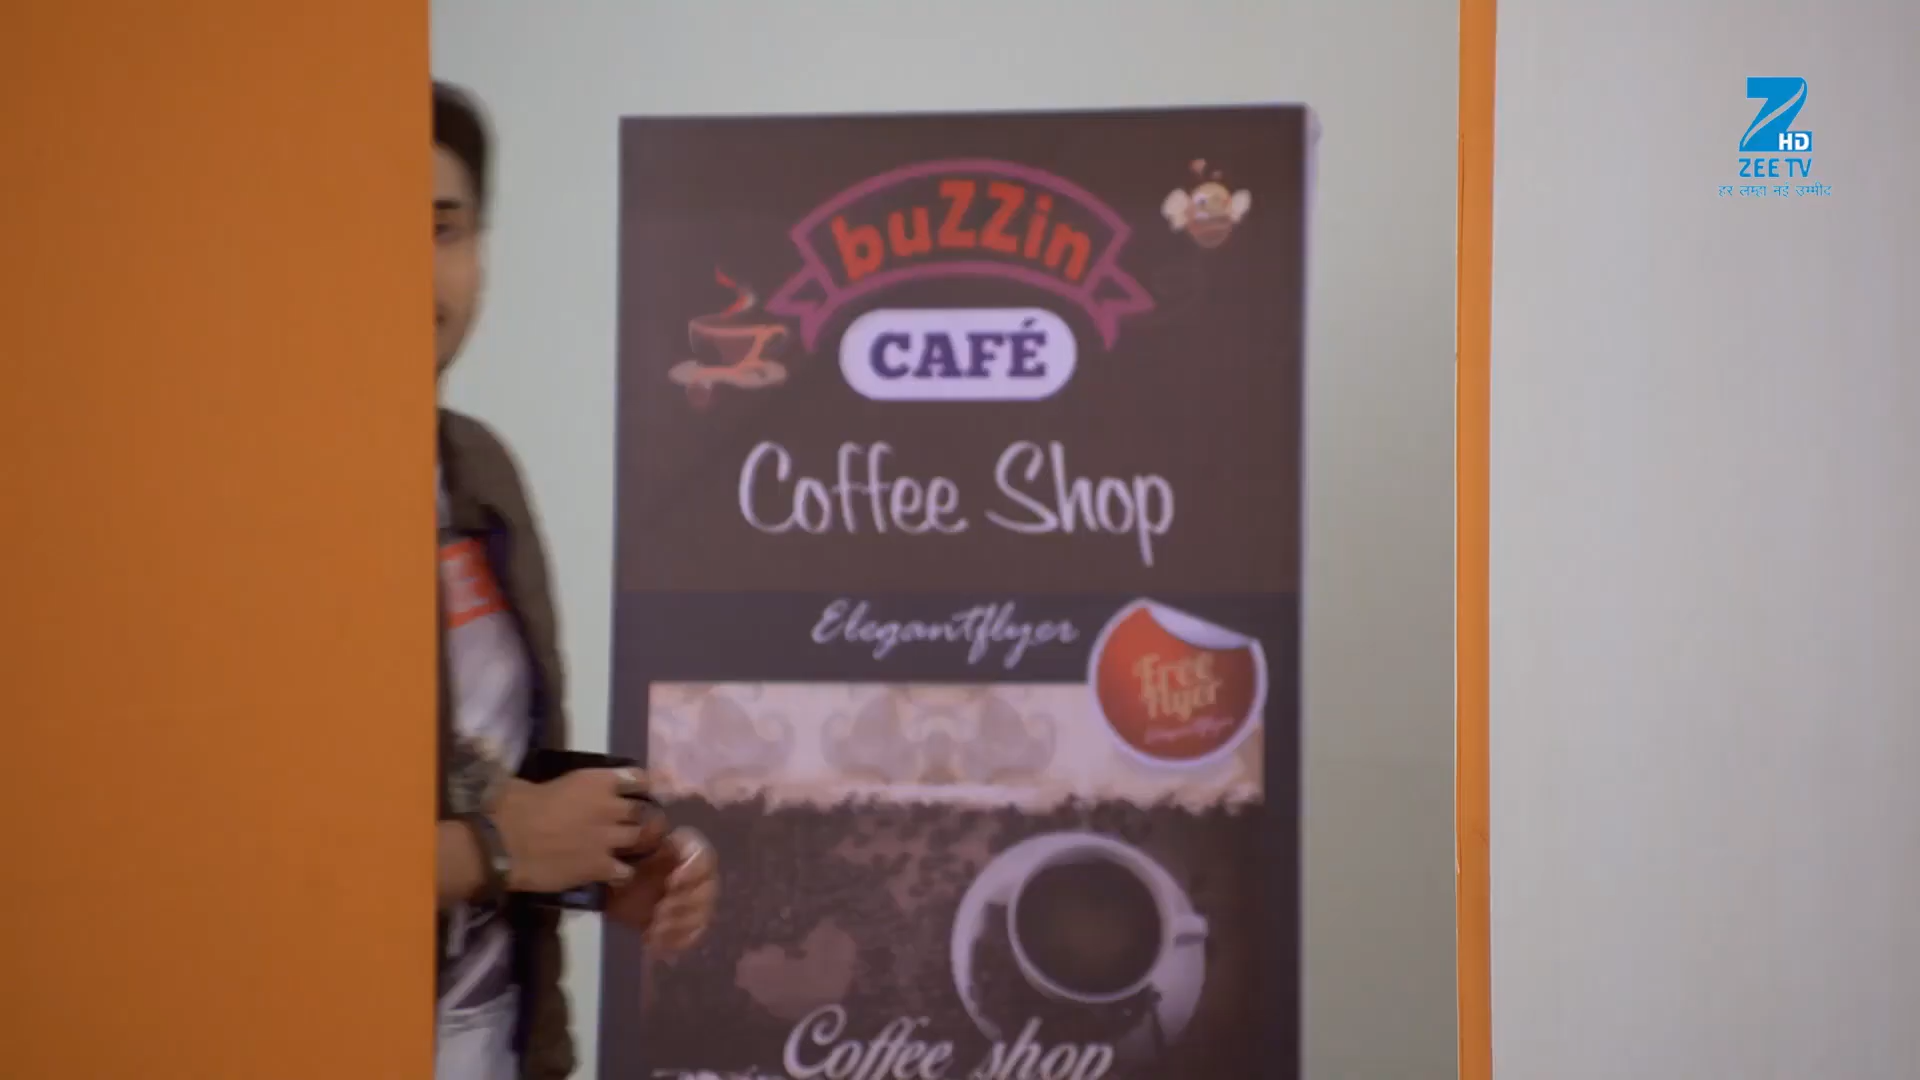 HD
ZEE TV
हर लम्हा नई उम्मीद
buZZin
CAFÉ
Coffee Shop
Elegantflyer
Free
flyer
Coffee shop